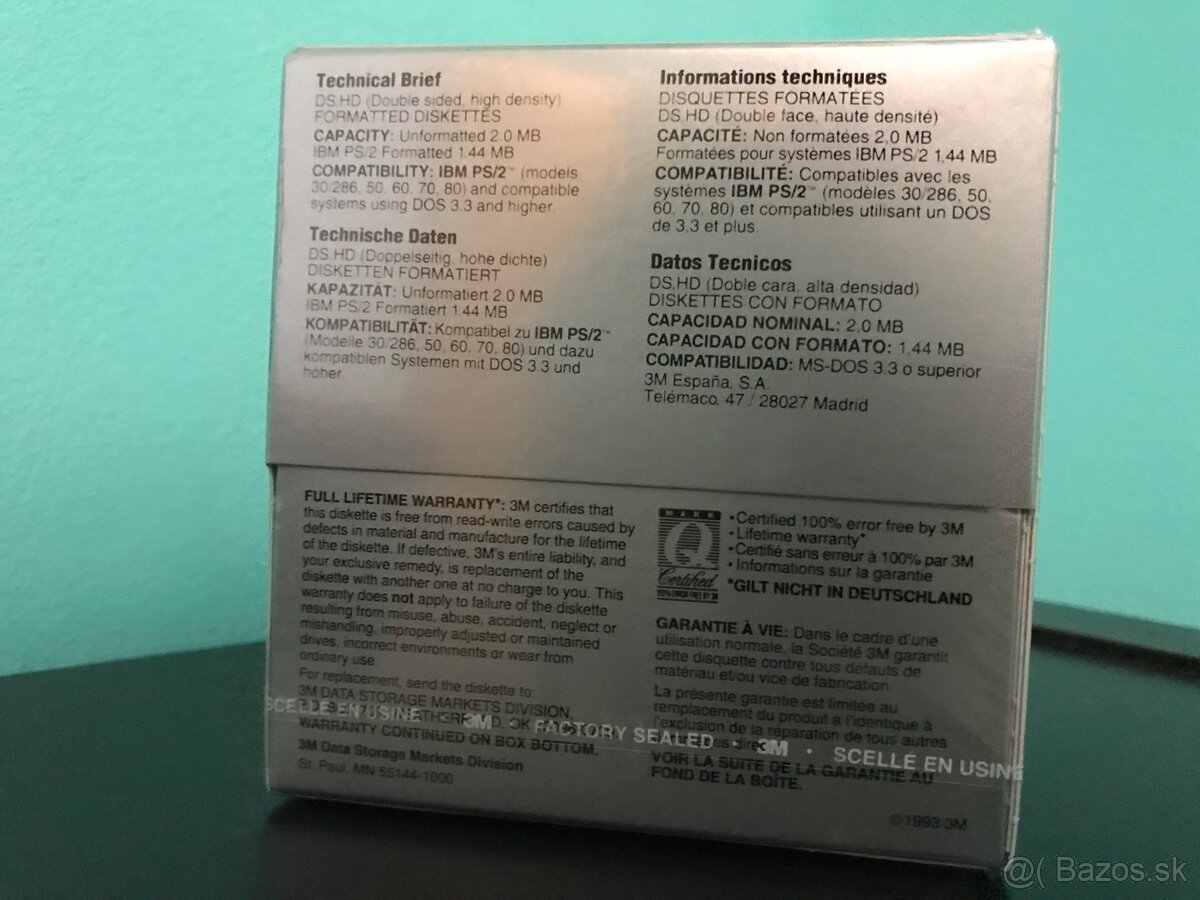 Technical Brief
DS,HD (Double sided, high density)
FORMATTED DISKETTES
CAPACITY: Unformatted 2.0 MB
IBM PS/2 Formatted 1.44 MB
COMPATIBILITY: IBM PS/2™ (models
30/286, 50, 60, 70, 80) and compatible
systems using DOS 3.3 and higher.
Technische Daten
DS,HD (Doppelseitig, hohe dichte)
DISKETTEN FORMATIERT
KAPAZITÄT: Unformatiert 2.0 MB
IBM PS/2 Formatiert 1.44 MB
KOMPATIBILITÄT: Kompatibel zu IBM PS/2™
(Modelle 30/286, 50, 60, 70, 80) und dazu
kompatiblen Systemen mit DOS 3.3 und
hoher
Informations techniques
DISQUETTES FORMATÉES
DS,HD (Double face, haute densité)
CAPACITÉ: Non formatées 2,0 MB
Formatées pour systèmes IBM PS/2 1,44 MB
COMPATIBILITÉ: Compatibles avec les
systèmes IBM PS/2™ (modèles 30/286, 50,
60, 70, 80) et compatibles utilisant un DOS
de 3,3 et plus.
Datos Tecnicos
DS,HD (Doble cara, alta densidad)
DISKETTES CON FORMATO
CAPACIDAD NOMINAL: 2,0 MB
CAPACIDAD CON FORMATO: 1,44 MB
COMPATIBILIDAD: MS-DOS 3.3 o superior
3M España, S.A.
Telémaco, 47 / 28027 Madrid
FULL LIFETIME WARRANTY*: 3M certifies that
this diskette is free from read-write errors caused by
defects in material and manufacture for the lifetime
of the diskette. If defective, 3M's entire liability, and
your exclusive remedy, is replacement of the
diskette with another one at no charge to you. This
warranty does not apply to failure of the diskette
resulting from misuse, abuse, accident, neglect or
mishandling, improperly adjusted or maintained
drives, incorrect environments or wear from
ordinary use.
For replacement, send the diskette to:
3M DATA STORAGE MARKETS DIVISION,
WARRANTY CONTINUED ON BOX BOTTOM.
3M Data Storage Markets Division
St. Paul, MN 55144-1000
MARK
Q
Certified
100% ERROR FREE BY 3M
• Certified 100% error free by 3M
• Lifetime warranty*
• Certifié sans erreur à 100% par 3M
• Informations sur la garantie
*GILT NICHT IN DEUTSCHLAND
GARANTIE À VIE: Dans le cadre d'une
utilisation normale, la Société 3M garantit
cette disquette contre tous défauts de
matériau et/ou vice de fabrication.
La présente garantie est limitée au
remplacement du produit à l'identique à
l'exclusion de la réparation de tous autres
VOIR LA SUITE DE LA GARANTIE AU
FOND DE LA BOÎTE.
SCELLÉ EN USINE • 3M • FACTORY SEALED • 3M • SCELLÉ EN USINE
©1993 3M
@( Bazos.sk